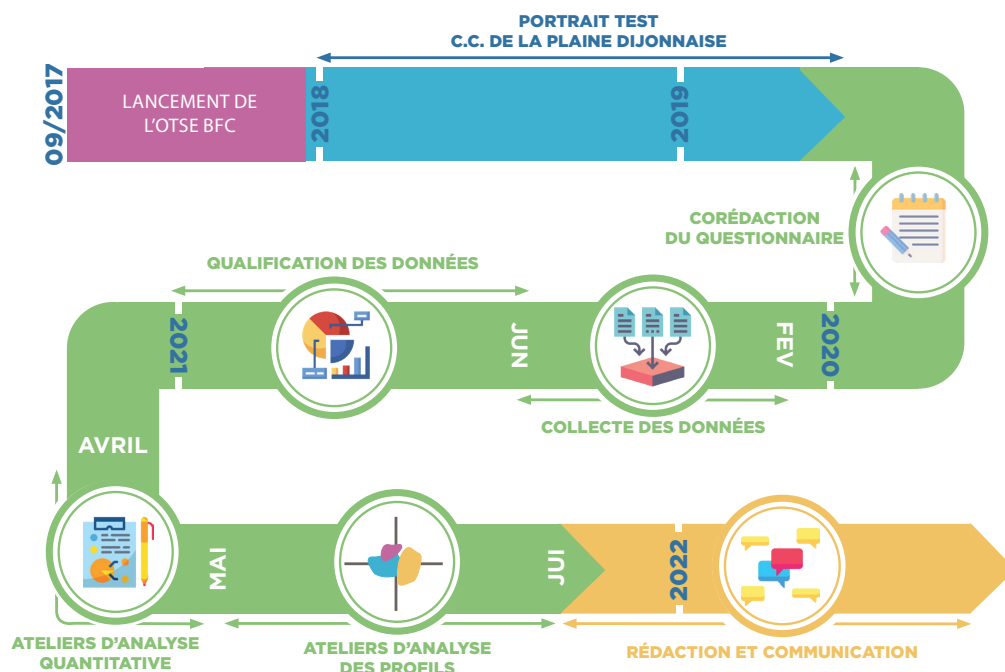 PORTRAIT TEST
C.C. DE LA PLAINE DIJONNAISE
09/2017
LANCEMENT DE
L'OTSE BFC
2018
2019
CORÉDACTION
DU QUESTIONNAIRE
QUALIFICATION DES DONNÉES
2021
JUN
FEV
2020
COLLECTE DES DONNÉES
AVRIL
MAI
JUI
2022
ATELIERS D'ANALYSE
QUANTITATIVE
ATELIERS D'ANALYSE
DES PROFILS
RÉDACTION ET COMMUNICATION